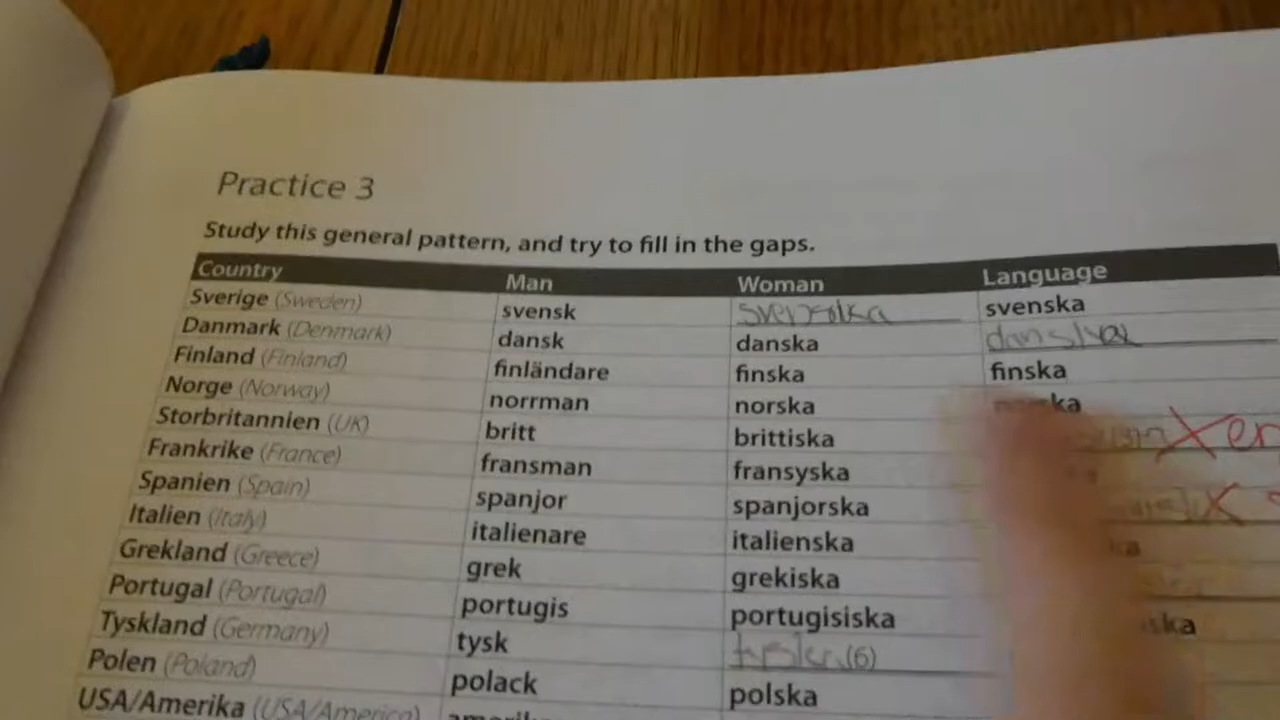 Practice 3
Study this general pattern, and try to fill in the gaps.
Country Man Woman Language
Sverige (Sweden) svensk svenska
Danmark (Denmark) dansk danska danska
Finland (Finland) finländare finska finska
Norge (Norway) norrman norska
Storbritannien (UK) britt brittiska X en
Frankrike (France) fransman fransyska
Spanien (Spain) spanjor spanjorska X
Italien (Italy) italienare italienska
Grekland (Greece) grek grekiska
Portugal (Portugal) portugis portugisiska
Tyskland (Germany) tysk (6)
Polen (Poland) polack polska
USA/Amerika (USA/America)